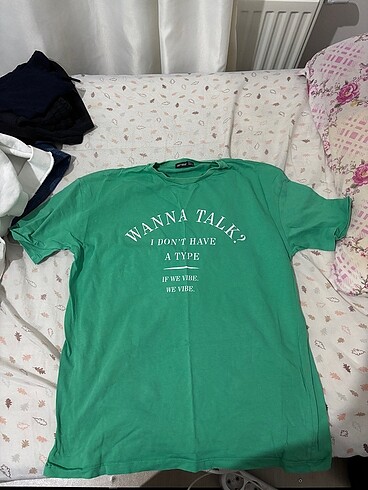 WANNA TALK?
I DON'T HAVE
A TYPE
IF WE VIBE.
WE VIBE.